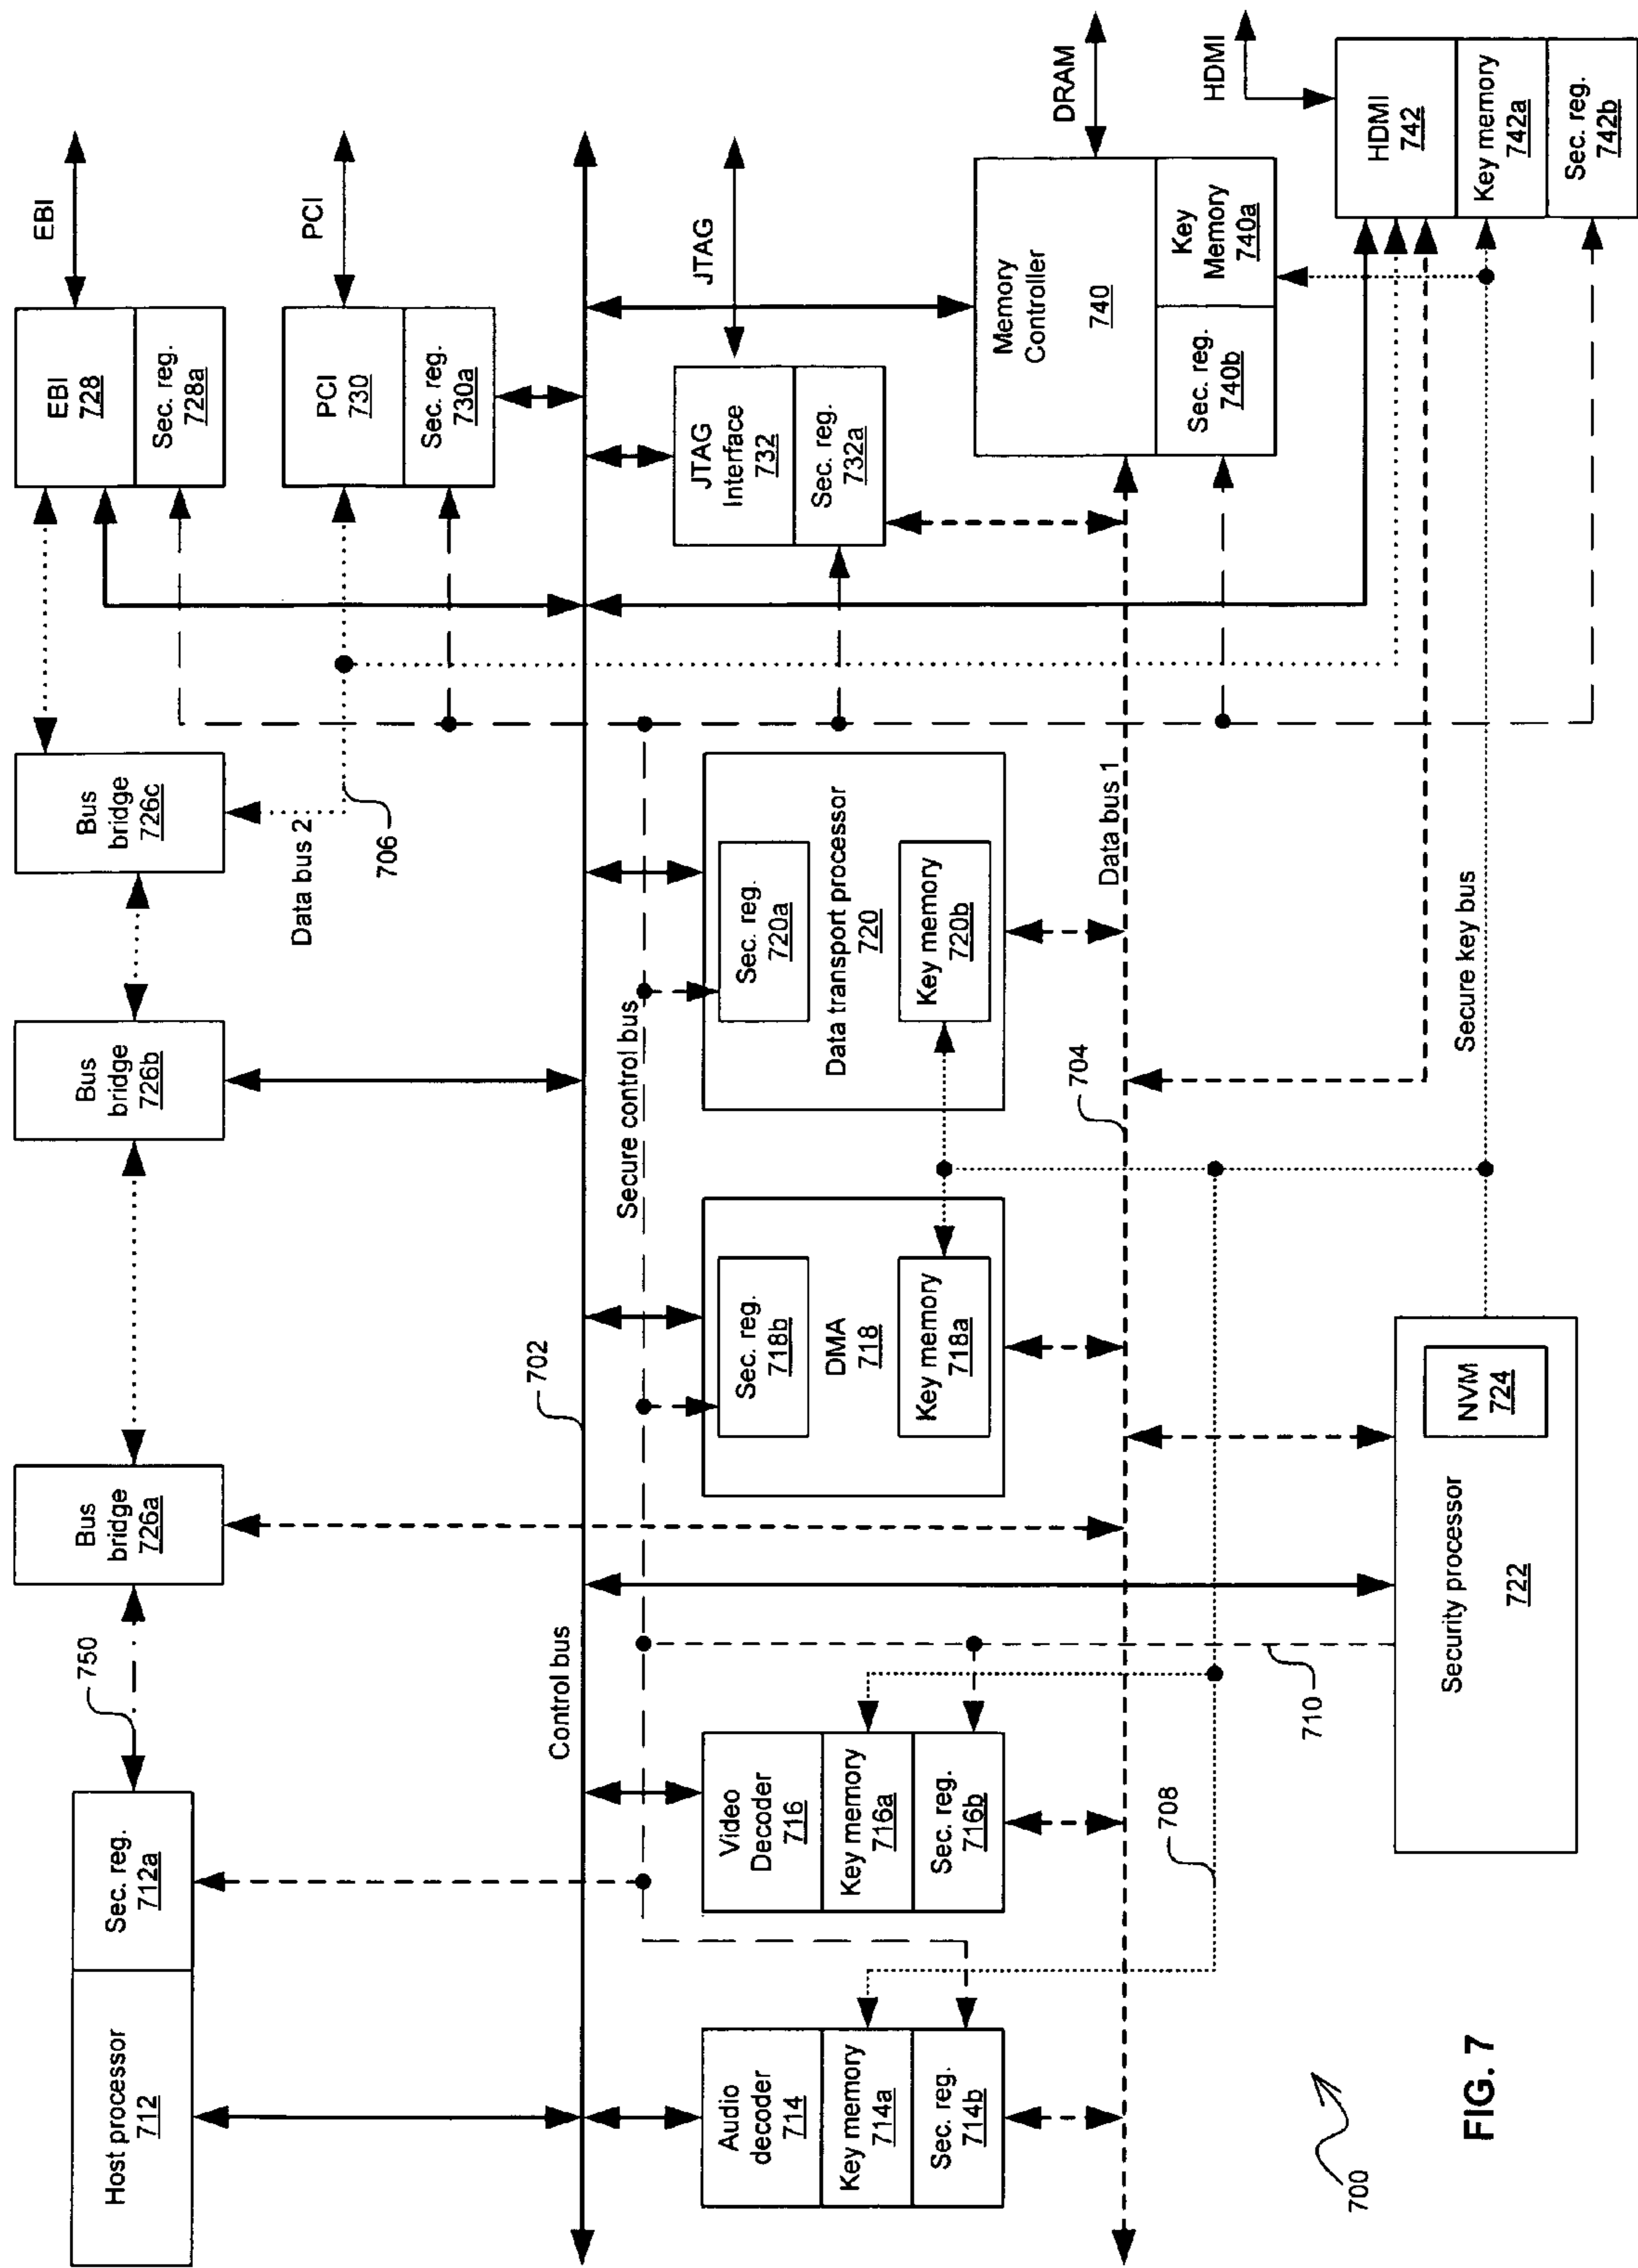 Host processor
712
Sec. reg.
712a
750
Bus
bridge
726a
Bus
bridge
726b
Bus
bridge
726c
EBI
728
Sec. reg.
728a
EBI
Data bus 2
706
PCI
730
Sec. reg.
730a
PCI
Control bus
702
Secure control bus
JTAG
Audio
decoder
714
Key memory
714a
Sec. reg.
714b
Video
Decoder
716
Key memory
716a
Sec. reg.
716b
Sec. reg.
718b
DMA
718
Key memory
718a
Sec. reg.
720a
Data transport processor
720
Key memory
720b
JTAG
Interface
732
Sec. reg.
732a
Memory
Controller
740
Sec. reg.
740b
Key
Memory
740a
DRAM
704
Data bus 1
708
710
Secure key bus
HDMI
HDMI
742
Key memory
742a
Sec. reg.
742b
Security processor
722
NVM
724
700
FIG. 7